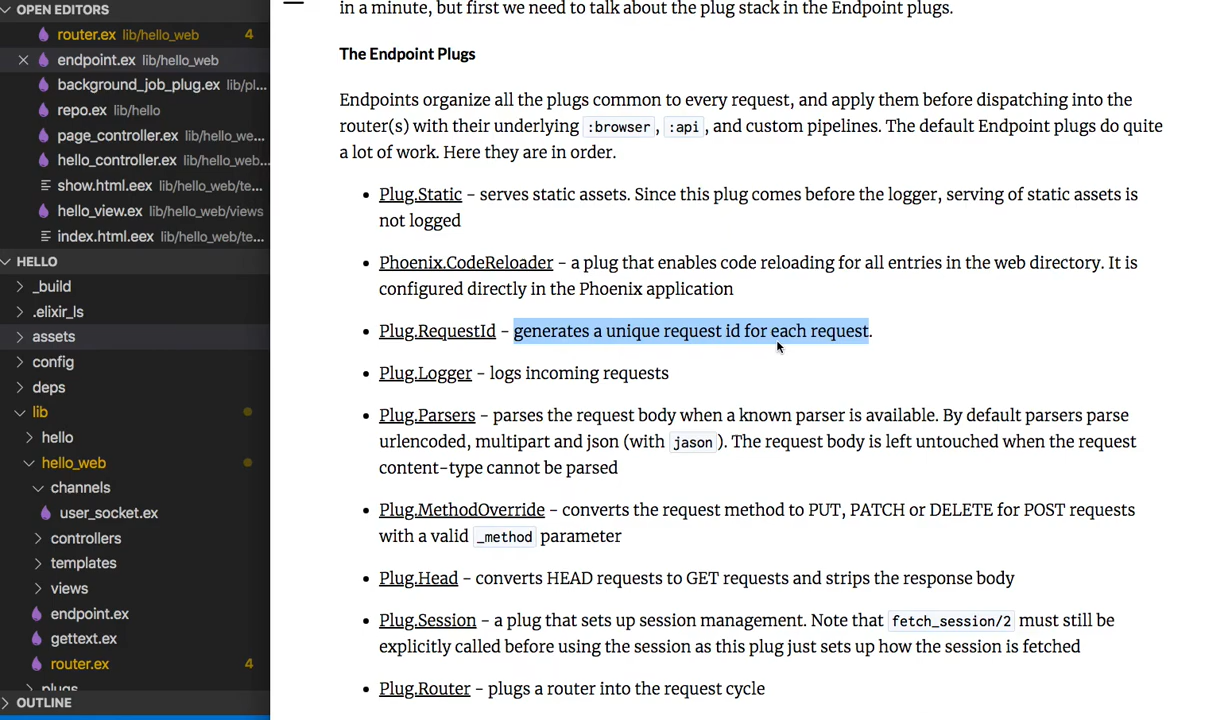 OPEN EDITORS
router.ex lib/hello_web 4
endpoint.ex lib/hello_web
background_job_plug.ex lib/pl...
repo.ex lib/hello
page_controller.ex lib/hello_we...
hello_controller.ex lib/hello_web...
show.html.eex lib/hello_web/te...
hello_view.ex lib/hello_web/views
index.html.eex lib/hello_web/te...
HELLO
_build
.elixir_ls
assets
config
deps
lib
hello
hello_web
channels
user_socket.ex
controllers
templates
views
endpoint.ex
gettext.ex
router.ex 4
plugs
OUTLINE
in a minute, but first we need to talk about the plug stack in the Endpoint plugs.
The Endpoint Plugs
Endpoints organize all the plugs common to every request, and apply them before dispatching into the
router(s) with their underlying :browser, :api, and custom pipelines. The default Endpoint plugs do quite
a lot of work. Here they are in order.
• Plug.Static - serves static assets. Since this plug comes before the logger, serving of static assets is
not logged
• Phoenix.CodeReloader - a plug that enables code reloading for all entries in the web directory. It is
configured directly in the Phoenix application
• Plug.RequestId - generates a unique request id for each request.
• Plug.Logger - logs incoming requests
• Plug.Parsers - parses the request body when a known parser is available. By default parsers parse
urlencoded, multipart and json (with jason). The request body is left untouched when the request
content-type cannot be parsed
• Plug.MethodOverride - converts the request method to PUT, PATCH or DELETE for POST requests
with a valid _method parameter
• Plug.Head - converts HEAD requests to GET requests and strips the response body
• Plug.Session - a plug that sets up session management. Note that fetch_session/2 must still be
explicitly called before using the session as this plug just sets up how the session is fetched
• Plug.Router - plugs a router into the request cycle